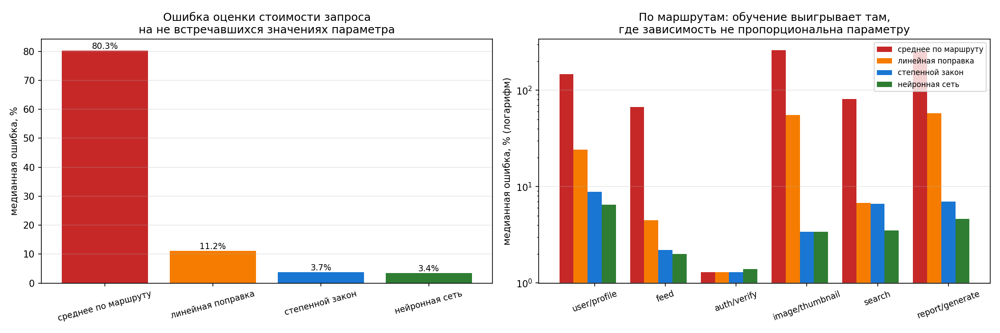 Ошибка оценки стоимости запроса
на не встречавшихся значениях параметра
медианная ошибка, %
80
70
60
50
40
30
20
10
0
80.3%
11.2%
3.7%
3.4%
среднее по маршруту
линейная поправка
степенной закон
нейронная сеть
По маршрутам: обучение выигрывает там,
где зависимость не пропорциональна параметру
медианная ошибка, % (логарифм)
10²
10¹
10⁰
среднее по маршруту
линейная поправка
степенной закон
нейронная сеть
user/profile
feed
auth/verify
image/thumbnail
search
report/generate